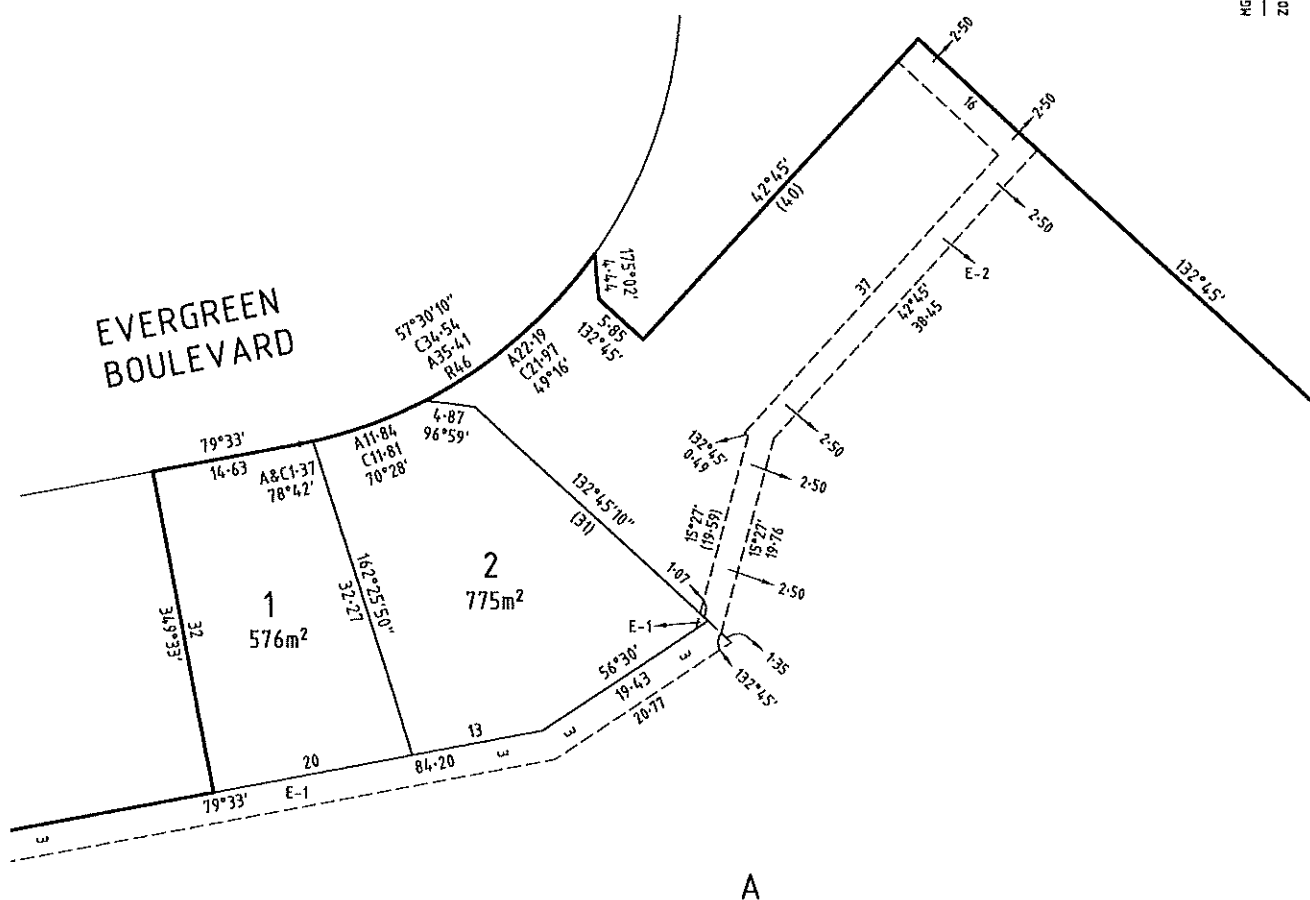 MG
ZO
2·50
16
2·50
42°45'
(40)
2·50
E-2
132°45'
37
42°45'
38·45
175°02'
4·44
5·85
132°45'
EVERGREEN
BOULEVARD
57°30'10"
C34·54
A35·41
R46
A22·19
C21·97
49°16'
4·87
96°59'
79°33'
14·63
A&C1·37
78°42'
A11·84
C11·81
70°28'
132°45'
0·49
2·50
2·50
132°45'10"
(31)
15°27'
(19·59)
15°27'
19·76
2·50
1·07
E-1
349°33'
32
1
576m²
162°25'50"
32·27
2
775m²
56°30'
19·43
20·77
3
1·35
132°45'
20
13
84·20
3
3
79°33'
E-1
3
A